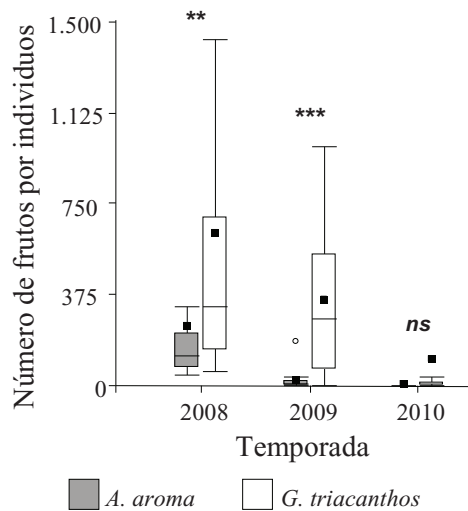 Número de frutos por individuos
1.500
1.125
750
375
0
**
***
ns
2008
2009
2010
Temporada
A. aroma
G. triacanthos